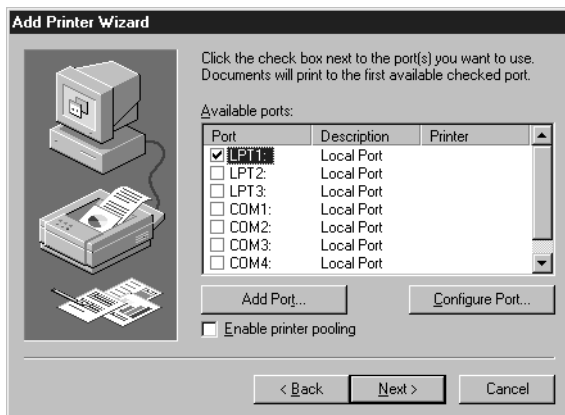 Add Printer Wizard
Click the check box next to the port(s) you want to use.
Documents will print to the first available checked port.
Available ports:
Port Description Printer
LPT1: Local Port
LPT2: Local Port
LPT3: Local Port
COM1: Local Port
COM2: Local Port
COM3: Local Port
COM4: Local Port
Add Port... Configure Port...
Enable printer pooling
< Back Next > Cancel